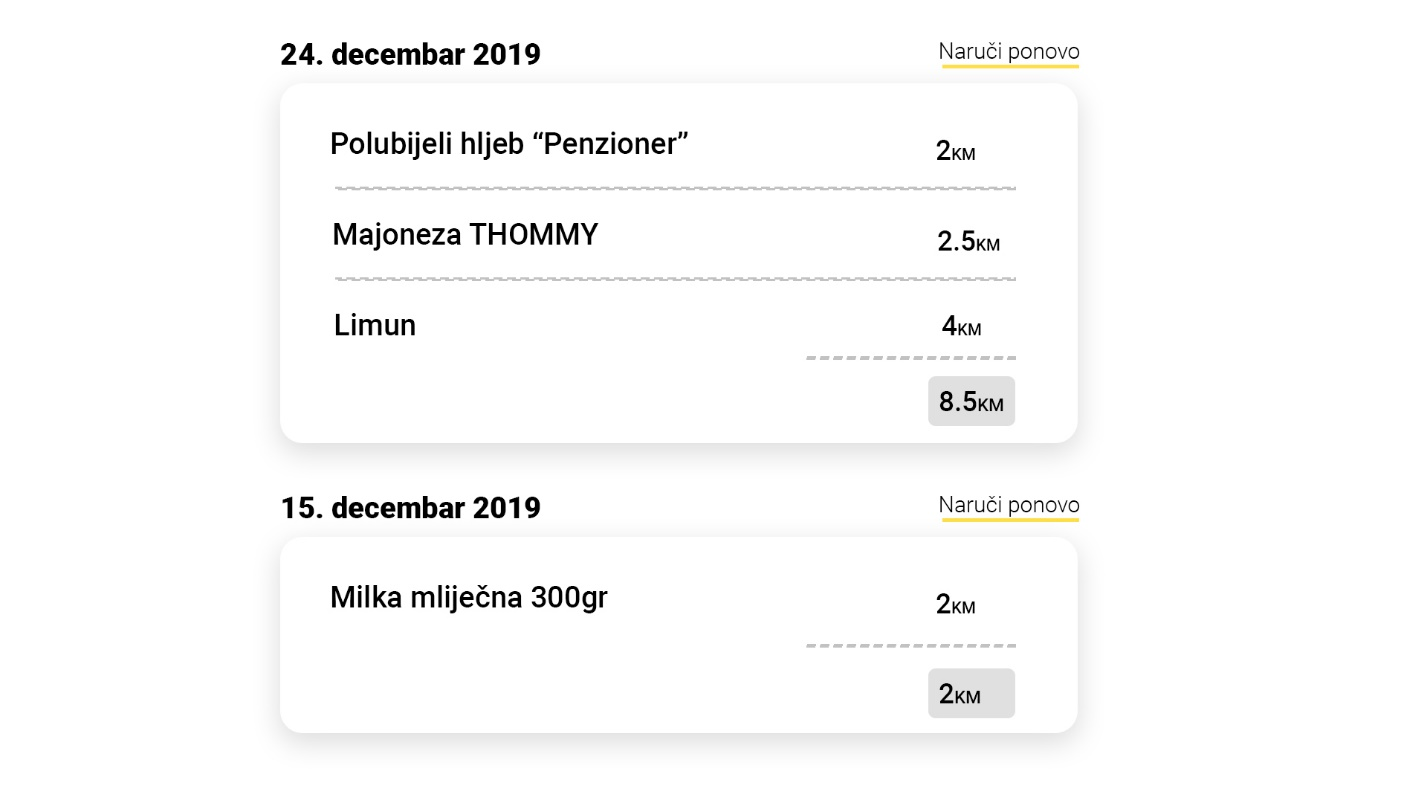 24. decembar 2019 Naruči ponovo
Polubijeli hljeb “Penzioner” 2KM
Majoneza THOMMY 2.5KM
Limun 4KM
8.5KM
15. decembar 2019 Naruči ponovo
Milka mliječna 300gr 2KM
2KM